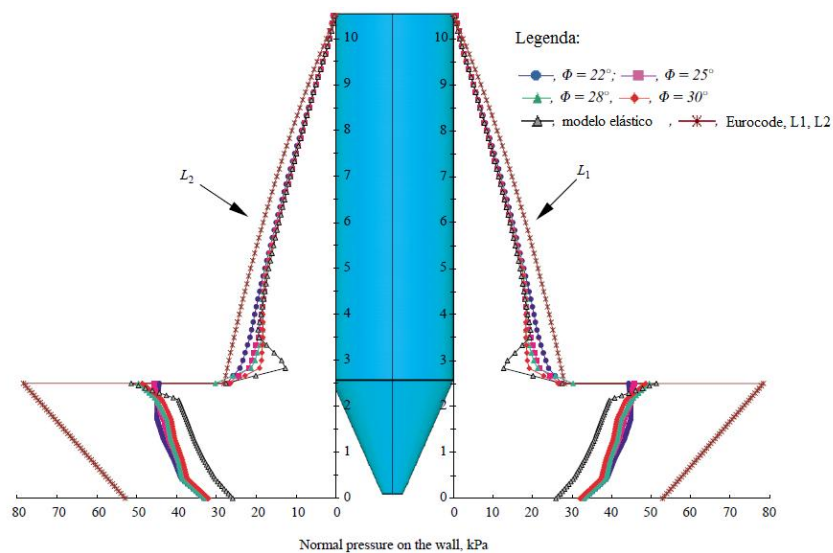 Legenda:
, Φ = 22°; , Φ = 25°
, Φ = 28°, , Φ = 30°
, modelo elástico , , Eurocode, L1, L2
L2
L1
10
9
8
7
6
5
4
3
2
1
0
10
9
8
7
6
5
4
3
2
1
0
80 70 60 50 40 30 20 10 0 0 10 20 30 40 50 60 70 80
Normal pressure on the wall, kPa